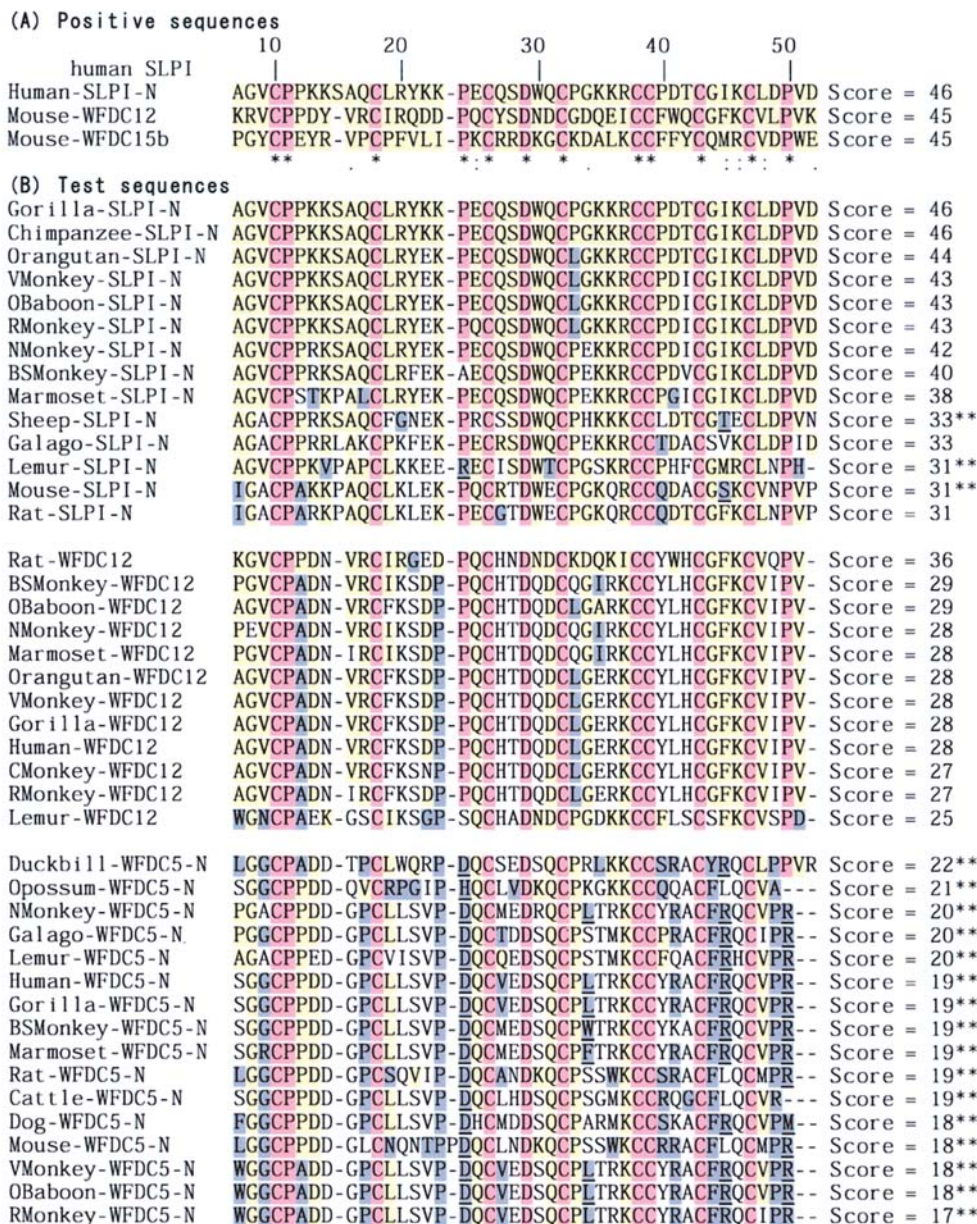 (A) Positive sequences
10 20 30 40 50
human SLPI
Human-SLPI-N AGVCPPKKSAQCLRYKK-PECQSDWQCPGKKRCCPDTCGIKCLDPVD Score = 46
Mouse-WFDC12 KRVCPPDY-VRCIRQDD-PQCYSDNDCGDQEICCFWQCGFKCVLPVK Score = 45
Mouse-WFDC15b PGYCPEYR-VPCPFVLI-PKCRRDKGCKDALKCCFFYCQMRCVDPWE Score = 45
** * . * :* * * ** . * .: *: * .
(B) Test sequences
Gorilla-SLPI-N AGVCPPKKSAQCLRYKK-PECQSDWQCPGKKRCCPDTCGIKCLDPVD Score = 46
Chimpanzee-SLPI-N AGVCPPKKSAQCLRYKK-PECQSDWQCPGKKRCCPDTCGIKCLDPVD Score = 46
Orangutan-SLPI-N AGVCPPKKSAQCLRYEK-PECQSDWQCLGKKRCCPDTCGIKCLDPVD Score = 44
VMonkey-SLPI-N AGVCPPKKSAQCLRYEK-PECQSDWQCLGKKRCCPDICGIKCLDPVD Score = 43
OBaboon-SLPI-N AGVCPPKKSAQCLRYEK-PECQSDWQCLGKKRCCPDICGIKCLDPVD Score = 43
RMonkey-SLPI-N AGVCPPKKSAQCLRYEK-PECQSDWQCLGKKRCCPDICGIKCLDPVD Score = 43
NMonkey-SLPI-N AGVCPPRKSAQCLRYEK-PECQSDWQCPEKKRCCPDICGIKCLDPVD Score = 42
BSMonkey-SLPI-N AGVCPPRKSAQCLRFEK-AECQSDWQCPEKKRCCPDVCGIKCLDPVD Score = 40
Marmoset-SLPI-N AGVCPSTKPALCLRYEK-PECQSDWQCPEKKRCCPGICGIKCLDPVD Score = 38
Sheep-SLPI-N AGACPPRKSAQCFGNEK-PRCSSDWQCPHKKKCCLDTCGTECLDPVN Score = 33**
Galago-SLPI-N AGACPPRRLAKCPKFEK-PECRSDWQCPEKKRCCTDACSVKCLDPID Score = 33
Lemur-SLPI-N AGVCPPKVPAPCLKKEE-RECISDWTCPGSKRCCPHFCGMRCLNPH- Score = 31**
Mouse-SLPI-N IGACPAKKPAQCLKLEK-PQCRTDWECPGKQRCCQDACGSKCVNPVP Score = 31**
Rat-SLPI-N IGACPARKPAQCLKLEK-PECGTDWECPGKQRCCQDTCGFKCLNPVP Score = 31
Rat-WFDC12 KGVCPPDN-VRCIRGED-PQCHNDNDCKDQKICCYWHCGFKCVQPV- Score = 36
BSMonkey-WFDC12 PGVCPADN-VRCIKSDP-PQCHTDQDCQGIRKCCYLHCGFKCVIPV- Score = 29
OBaboon-WFDC12 AGVCPADN-VRCFKSDP-PQCHTDQDCLGARKCCYLHCGFKCVIPV- Score = 29
NMonkey-WFDC12 PEVCPADN-VRCIKSDP-PQCHTDQDCQGIRKCCYLHCGFKCVIPV- Score = 28
Marmoset-WFDC12 PGVCPADN-IRCIKSDP-PQCHTDQDCQGIRKCCYLHCGFKCVIPV- Score = 28
Orangutan-WFDC12 AGVCPADN-VRCFKSDP-PQCHTDQDCLGERKCCYLHCGFKCVIPV- Score = 28
VMonkey-WFDC12 AGVCPADN-VRCFKSDP-PQCHTDQDCLGERKCCYLHCGFKCVIPV- Score = 28
Gorilla-WFDC12 AGVCPADN-VRCFKSDP-PQCHTDQDCLGERKCCYLHCGFKCVIPV- Score = 28
Human-WFDC12 AGVCPADN-VRCFKSDP-PQCHTDQDCLGERKCCYLHCGFKCVIPV- Score = 28
CMonkey-WFDC12 AGVCPADN-VRCFKSNP-PQCHTDQDCLGERKCCYLHCGFKCVIPV- Score = 27
RMonkey-WFDC12 AGVCPADN-IRCFKSDP-PQCHTDQDCLGERKCCYLHCGFKCVIPV- Score = 27
Lemur-WFDC12 WGNCPAEK-GSCIKSGP-SQCHADNDCPGDKKCCFLSCSFKCVSPD- Score = 25
Duckbill-WFDC5-N LGGCPADD-TPCLWQRP-DQCSEDSQCPRLKKCCSRACYRQCLPPVR Score = 22**
Opossum-WFDC5-N SGGCPPDD-QVCRPGIP-HQCLVDKQCPKGKKCCQQACFLQCVA--- Score = 21**
NMonkey-WFDC5-N PGACPPDD-GPCLLSVP-DQCMEDRQCPLTRKCCYRACFRQCVPR-- Score = 20**
Galago-WFDC5-N PGGCPPDD-GPCLLSVP-DQCTDDSQCPSTMKCCPRACFRQCIPR-- Score = 20**
Lemur-WFDC5-N AGACPPED-GPCVISVP-DQCQEDSQCPSTMKCCFQACFRHCVPR-- Score = 20**
Human-WFDC5-N SGGCPPDD-GPCLLSVP-DQCVEDSQCPLTRKCCYRACFRQCVPR-- Score = 19**
Gorilla-WFDC5-N SGGCPPDD-GPCLLSVP-DQCVEDSQCPLTRKCCYRACFRQCVPR-- Score = 19**
BSMonkey-WFDC5-N SGGCPPDD-GPCLLSVP-DQCMEDSQCPWTRKCCYKACFRQCVPR-- Score = 19**
Marmoset-WFDC5-N SGRCPPDD-GPCLLSVP-DQCMEDSQCPFTRKCCYRACFRQCVPR-- Score = 19**
Rat-WFDC5-N LGGCPPDD-GPCSQVIP-DQCANDKQCPSSWKCCSRACFLQCMPR-- Score = 19**
Cattle-WFDC5-N SGGCPPDD-GPCLLSVP-DQCLHDSQCPSGMKCCRQGCFLQCVR--- Score = 19**
Dog-WFDC5-N FGGCPPDD-GPCLLSVP-DHCMDDSQCPARMKCCSKACFRQCVPM-- Score = 18**
Mouse-WFDC5-N LGGCPPDD-GLCNQNTPPDQCLNDKQCPSSWKCCRRACFLQCMPR-- Score = 18**
VMonkey-WFDC5-N WGGCPADD-GPCLLSVP-DQCVEDSQCPLTRKCCYRACFRQCVPR-- Score = 18**
OBaboon-WFDC5-N WGGCPADD-GPCLLSVP-DQCVEDSQCPLTRKCCYRACFRQCVPR-- Score = 18**
RMonkey-WFDC5-N WGGCPADD-GPCLLSVP-DQCVEDSQCPLTRKCCYRACFRQCVPR-- Score = 17**